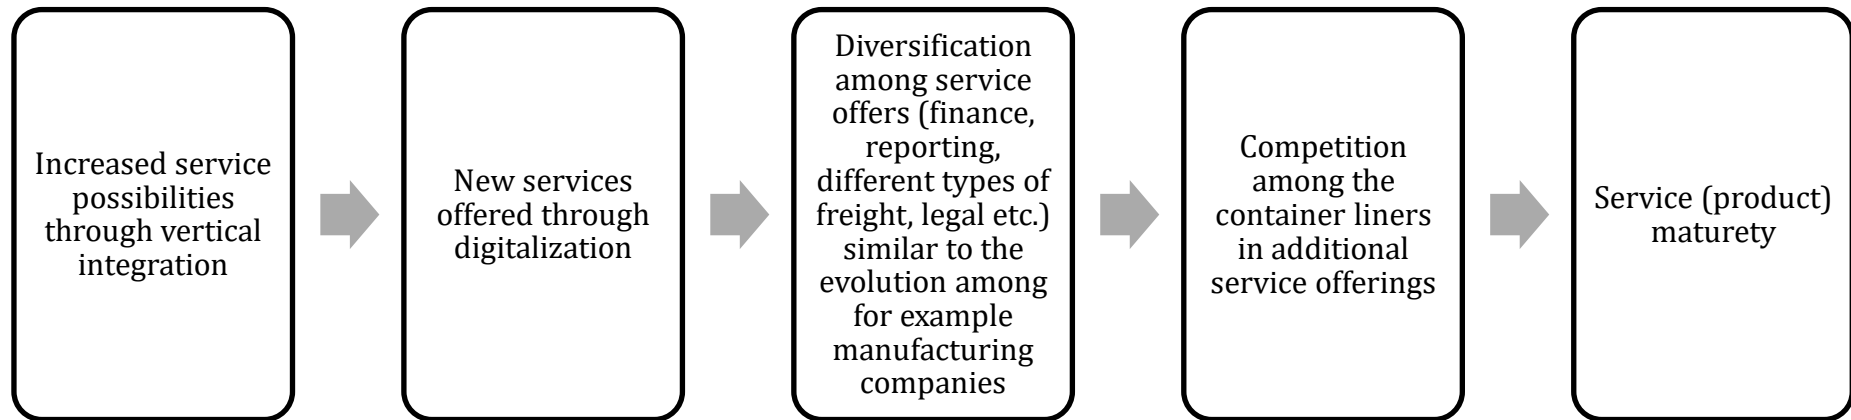 Increased service
possibilities
through vertical
integration
New services
offered through
digitalization
Diversification
among service
offers (finance,
reporting,
different types of
freight, legal etc.)
similar to the
evolution among
for example
manufacturing
companies
Competition
among the
container liners
in additional
service offerings
Service (product)
maturety